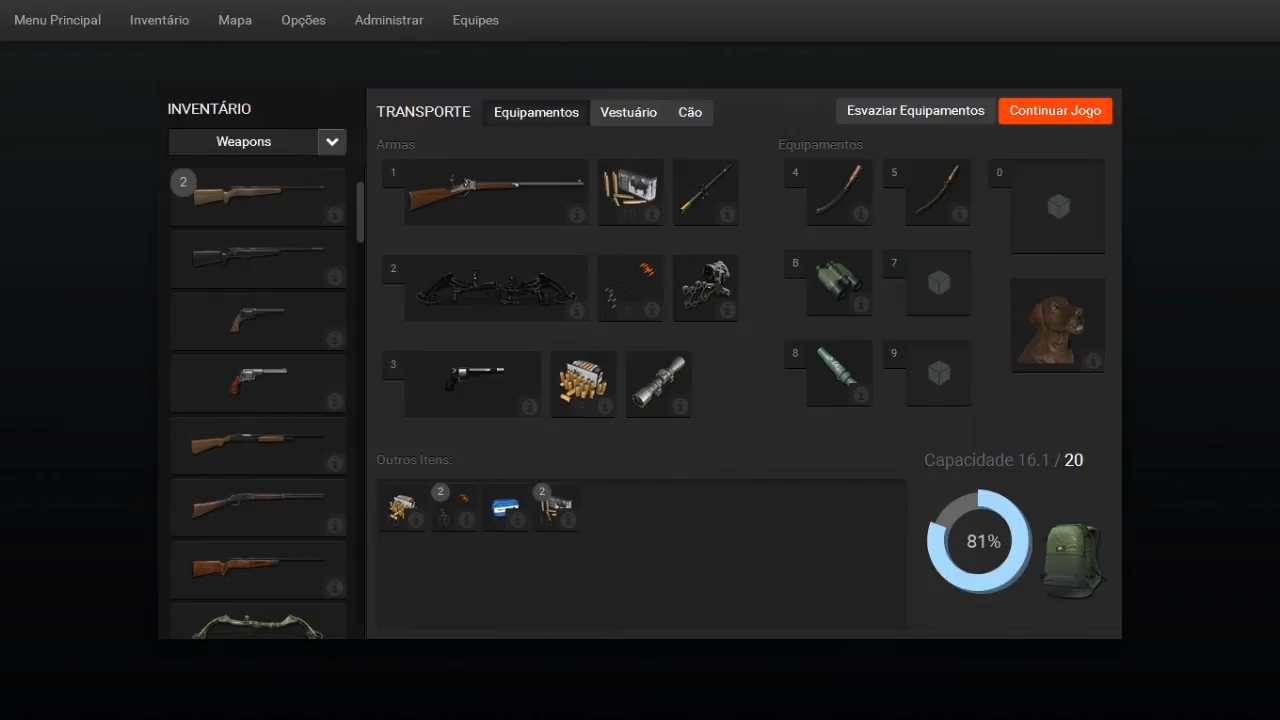 Menu Principal
Inventário
Mapa
Opções
Administrar
Equipes
INVENTÁRIO
Weapons
2
TRANSPORTE
Equipamentos
Vestuário
Cão
Esvaziar Equipamentos
Continuar Jogo
Armas
1
2
3
Equipamentos
4
5
0
8
7
8
9
Outros Itens:
2
2
Capacidade 16.1 / 20
81%